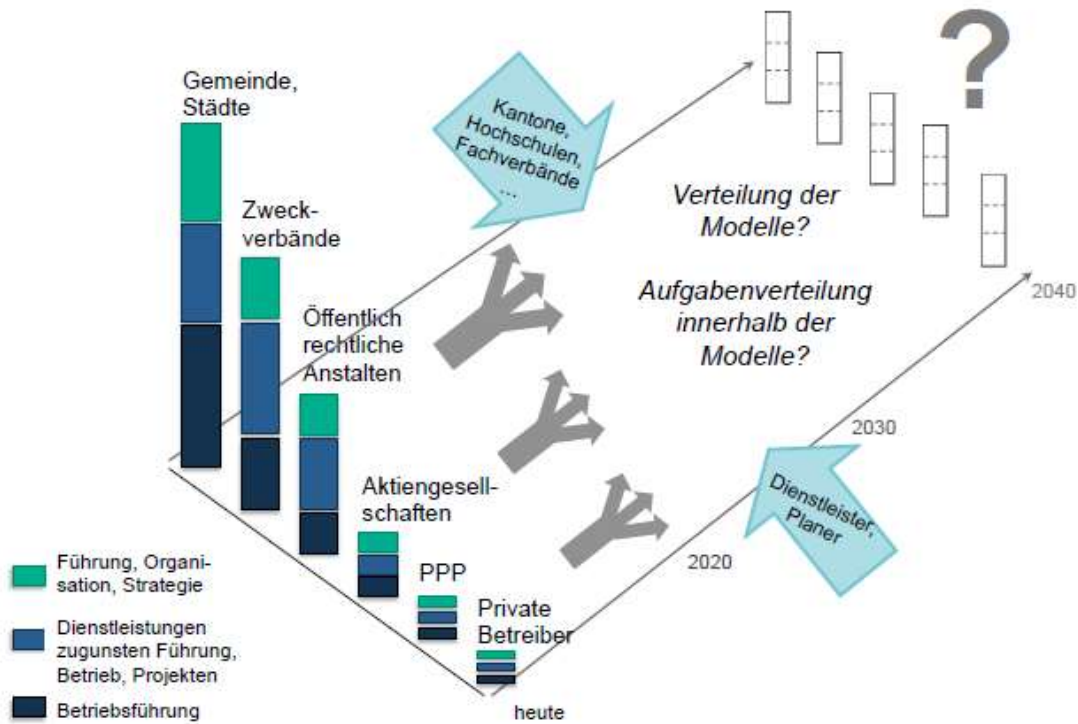 Gemeinde,
Städte
Zweck-
verbände
Öffentlich
rechtliche
Anstalten
Aktiengesell-
schaften
PPP
Private
Betreiber
Kantone,
Hochschulen,
Fachverbände
...
?
Verteilung der
Modelle?
Aufgabenverteilung
innerhalb der
Modelle?
2040
2030
2020
heute
Dienstleister,
Planer
Führung, Organi-
sation, Strategie
Dienstleistungen
zugunsten Führung,
Betrieb, Projekten
Betriebsführung